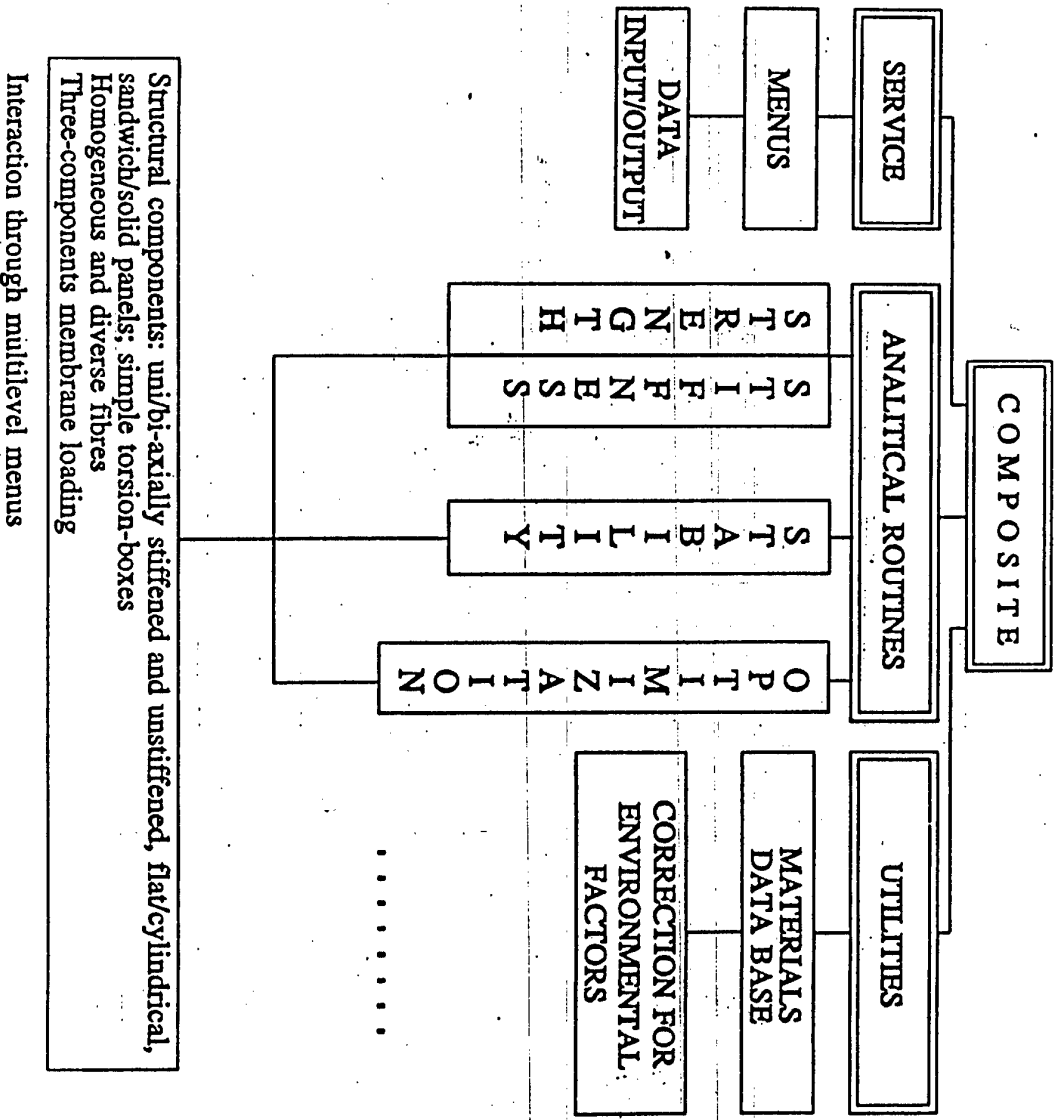 C O M P O S I T E
SERVICE
ANALITICAL ROUTINES
UTILITIES
MENUS
DATA
INPUT/OUTPUT
STRENGTH
STIFFNESS
STABILITY
OPTIMIZATION
MATERIALS
DATA BASE
CORRECTION FOR
ENVIRONMENTAL
FACTORS
. . . . . . . .
Structural components: uni/bi-axially stiffened and unstiffened, flat/cylindrical,
sandwich/solid panels; simple torsion-boxes
Homogeneous and diverse fibres
Three-components membrane loading
Interaction through multilevel menus